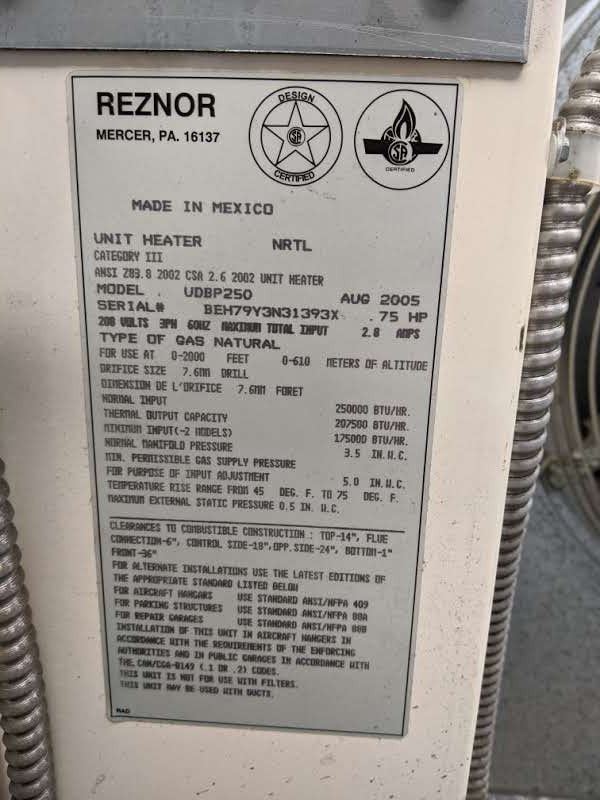 REZNOR
MERCER, PA. 16137
DESIGN
SA
CERTIFIED
SA
CERTIFIED
MADE IN MEXICO
UNIT HEATER NRTL
CATEGORY III
ANSI Z83.8 2002 CSA 2.6 2002 UNIT HEATER
MODEL . UDBP250 AUG 2005
SERIAL# BEH79Y3N31393X .75 HP
208 VOLTS 3PH 60HZ MAXIMUM TOTAL INPUT 2.8 AMPS
TYPE OF GAS NATURAL
FOR USE AT 0-2000 FEET 0-610 METERS OF ALTITUDE
ORIFICE SIZE 7.6MM DRILL
DIMENSION DE L'ORIFICE 7.6MM FORET
NORMAL INPUT 250000 BTU/HR.
THERMAL OUTPUT CAPACITY 207500 BTU/HR.
MINIMUM INPUT(-2 MODELS) 175000 BTU/HR.
NORMAL MANIFOLD PRESSURE 3.5 IN.W.C.
MIN. PERMISSIBLE GAS SUPPLY PRESSURE
FOR PURPOSE OF INPUT ADJUSTMENT 5.0 IN.W.C.
TEMPERATURE RISE RANGE FROM 45 DEG. F. TO 75 DEG. F.
MAXIMUM EXTERNAL STATIC PRESSURE 0.5 IN. W.C.
CLEARANCES TO COMBUSTIBLE CONSTRUCTION : TOP-14", FLUE
CONNECTION-6", CONTROL SIDE-18",OPP.SIDE-24", BOTTOM-1"
FRONT-36"
FOR ALTERNATE INSTALLATIONS USE THE LATEST EDITIONS OF
THE APPROPRIATE STANDARD LISTED BELOW
FOR AIRCRAFT HANGARS USE STANDARD ANSI/NFPA 409
FOR PARKING STRUCTURES USE STANDARD ANSI/NFPA 88A
FOR REPAIR GARAGES USE STANDARD ANSI/NFPA 88B
INSTALLATION OF THIS UNIT IN AIRCRAFT HANGERS IN
ACCORDANCE WITH THE REQUIREMENTS OF THE ENFORCING
AUTHORITIES AND IN PUBLIC GARAGES IN ACCORDANCE WITH
THE CAN/CGA-B149 (.1 OR .2) CODES.
THIS UNIT IS NOT FOR USE WITH FILTERS.
THIS UNIT MAY BE USED WITH DUCTS.
RAD